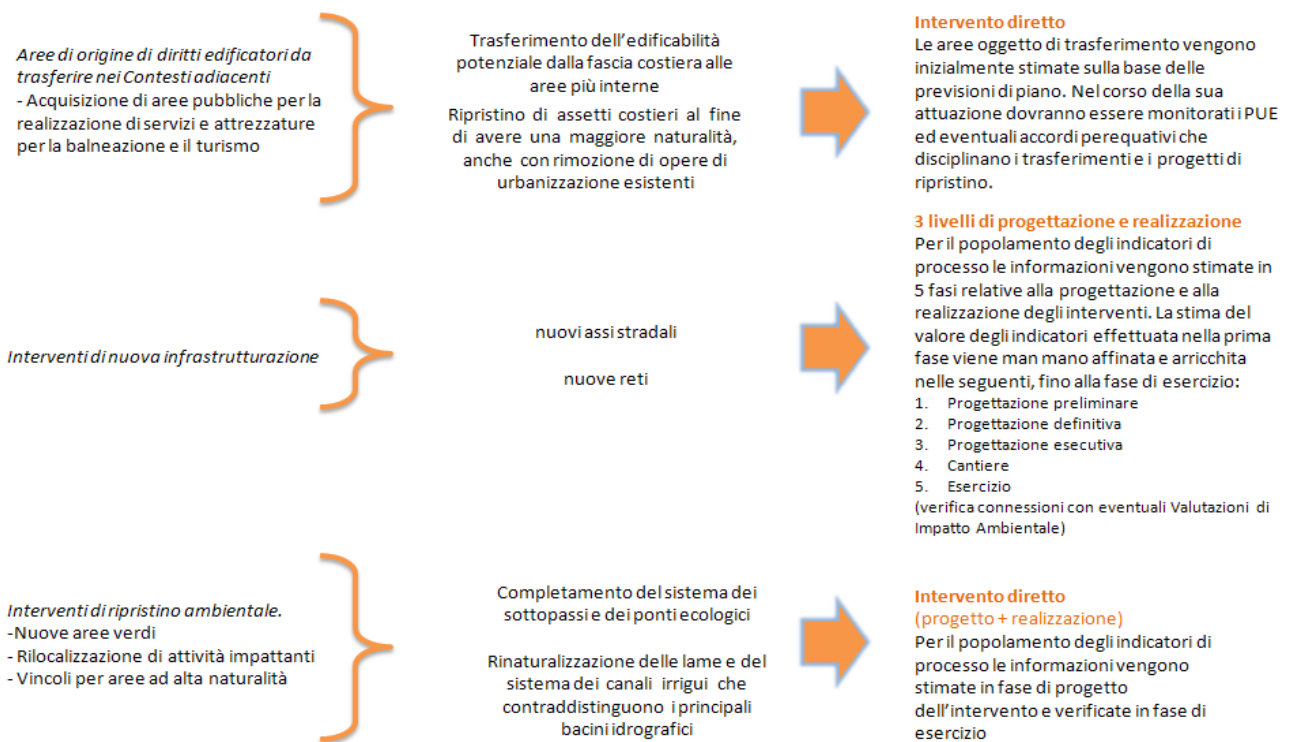 Aree di origine di diritti edificatori da
trasferire nei Contesti adiacenti
- Acquisizione di aree pubbliche per la
realizzazione di servizi e attrezzature
per la balneazione e il turismo
Trasferimento dell'edificabilità
potenziale dalla fascia costiera alle
aree più interne
Ripristino di assetti costieri al fine
di avere una maggiore naturalità,
anche con rimozione di opere di
urbanizzazione esistenti
Intervento diretto
Le aree oggetto di trasferimento vengono
inizialmente stimate sulla base delle
previsioni di piano. Nel corso della sua
attuazione dovranno essere monitorati i PUE
ed eventuali accordi perequativi che
disciplinano i trasferimenti e i progetti di
ripristino.
Interventi di nuova infrastrutturazione
nuovi assi stradali
nuove reti
3 livelli di progettazione e realizzazione
Per il popolamento degli indicatori di
processo le informazioni vengono stimate in
5 fasi relative alla progettazione e alla
realizzazione degli interventi. La stima del
valore degli indicatori effettuata nella prima
fase viene man mano affinata e arricchita
nelle seguenti, fino alla fase di esercizio:
1. Progettazione preliminare
2. Progettazione definitiva
3. Progettazione esecutiva
4. Cantiere
5. Esercizio
(verifica connessioni con eventuali Valutazioni di
Impatto Ambientale)
Interventi di ripristino ambientale.
-Nuove aree verdi
- Rilocalizzazione di attività impattanti
- Vincoli per aree ad alta naturalità
Completamento del sistema dei
sottopassi e dei ponti ecologici
Rinaturalizzazione delle lame e del
sistema dei canali irrigui che
contraddistinguono i principali
bacini idrografici
Intervento diretto
(progetto + realizzazione)
Per il popolamento degli indicatori di
processo le informazioni vengono
stimate in fase di progetto
dell'intervento e verificate in fase di
esercizio